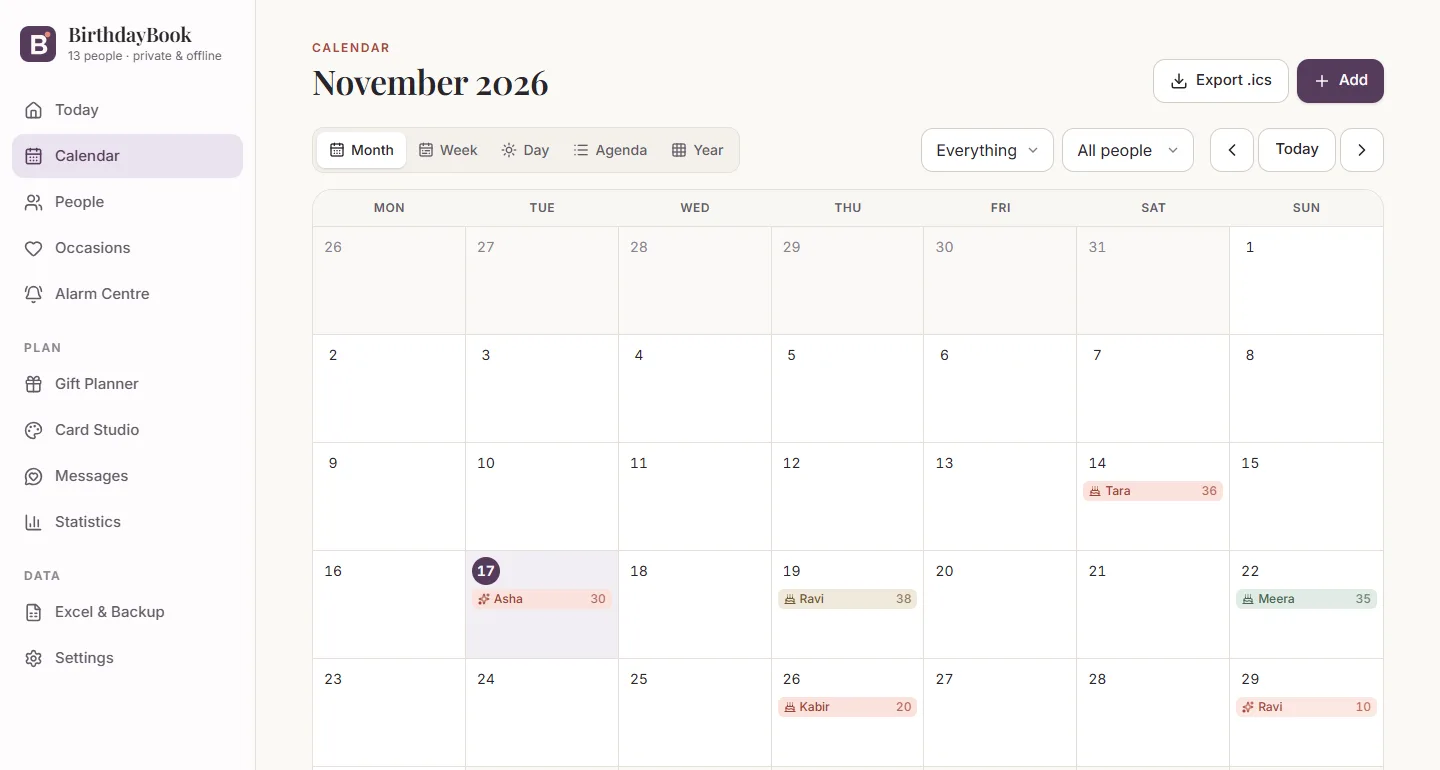 B
BirthdayBook
13 people · private & offline
Today
Calendar
People
Occasions
Alarm Centre
PLAN
Gift Planner
Card Studio
Messages
Statistics
DATA
Excel & Backup
Settings
CALENDAR
November 2026
Export .ics
Add
Month Week Day Agenda Year
Everything All people Today
MON TUE WED THU FRI SAT SUN
26 27 28 29 30 31 1
2 3 4 5 6 7 8
9 10 11 12 13 14 15
Tara 36
16 17 18 19 20 21 22
Asha 30 Ravi 38 Meera 35
23 24 25 26 27 28 29
Kabir 20 Ravi 10